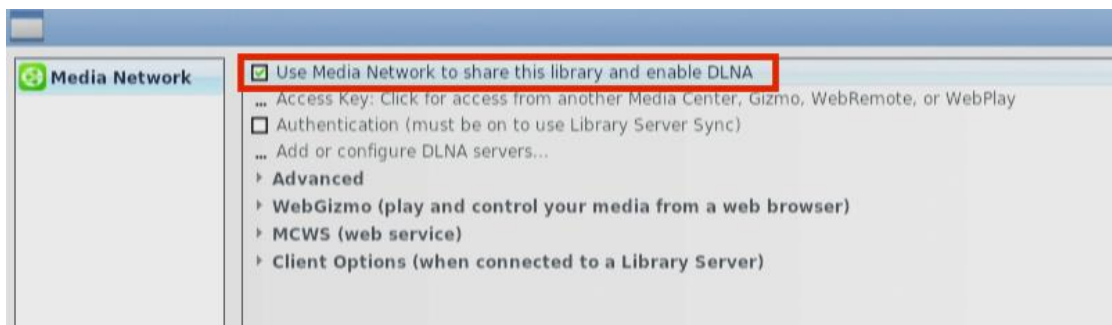 Media Network
Use Media Network to share this library and enable DLNA
... Access Key: Click for access from another Media Center, Gizmo, WebRemote, or WebPlay
Authentication (must be on to use Library Server Sync)
... Add or configure DLNA servers...
Advanced
WebGizmo (play and control your media from a web browser)
MCWS (web service)
Client Options (when connected to a Library Server)